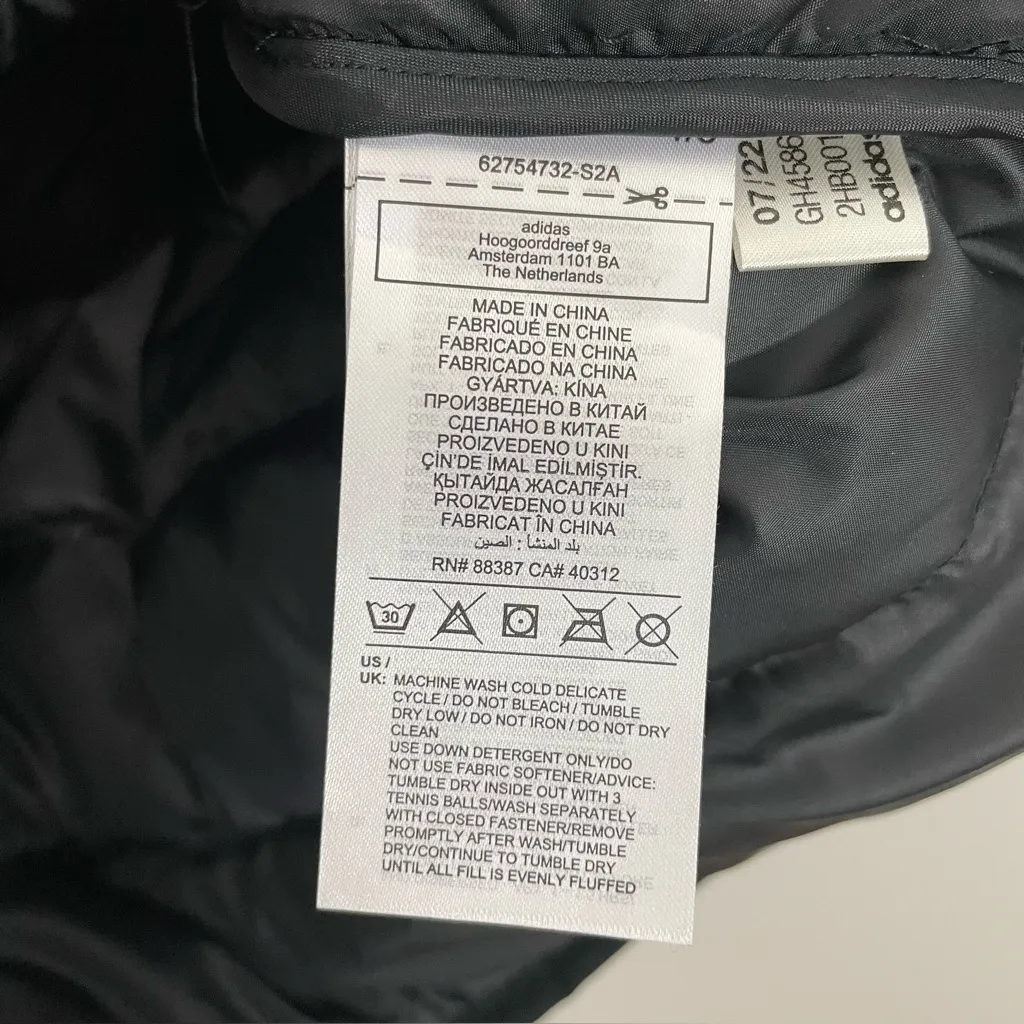 62754732-S2A
adidas
Hoogoorddreef 9a
Amsterdam 1101 BA
The Netherlands
MADE IN CHINA
FABRIQUÉ EN CHINE
FABRICADO EN CHINA
FABRICADO NA CHINA
GYÁRTVA: KÍNA
ПРОИЗВЕДЕНО В КИТАЙ
СДЕЛАНО В КИТАЕ
PROIZVEDENO U KINI
ÇİN'DE İMAL EDİLMİSTİR.
ҚЫТАЙДА ЖАСАЛҒАН
PROIZVEDENO U KINI
FABRICAT ÎN CHINA
بلد المنشأ : الصين
RN# 88387 CA# 40312
30
US /
UK: MACHINE WASH COLD DELICATE
CYCLE / DO NOT BLEACH / TUMBLE
DRY LOW / DO NOT IRON / DO NOT DRY
CLEAN
USE DOWN DETERGENT ONLY/DO
NOT USE FABRIC SOFTENER/ADVICE:
TUMBLE DRY INSIDE OUT WITH 3
TENNIS BALLS/WASH SEPARATELY
WITH CLOSED FASTENER/REMOVE
PROMPTLY AFTER WASH/TUMBLE
DRY/CONTINUE TO TUMBLE DRY
UNTIL ALL FILL IS EVENLY FLUFFED
07/22
GH4586
2HB001
adidas